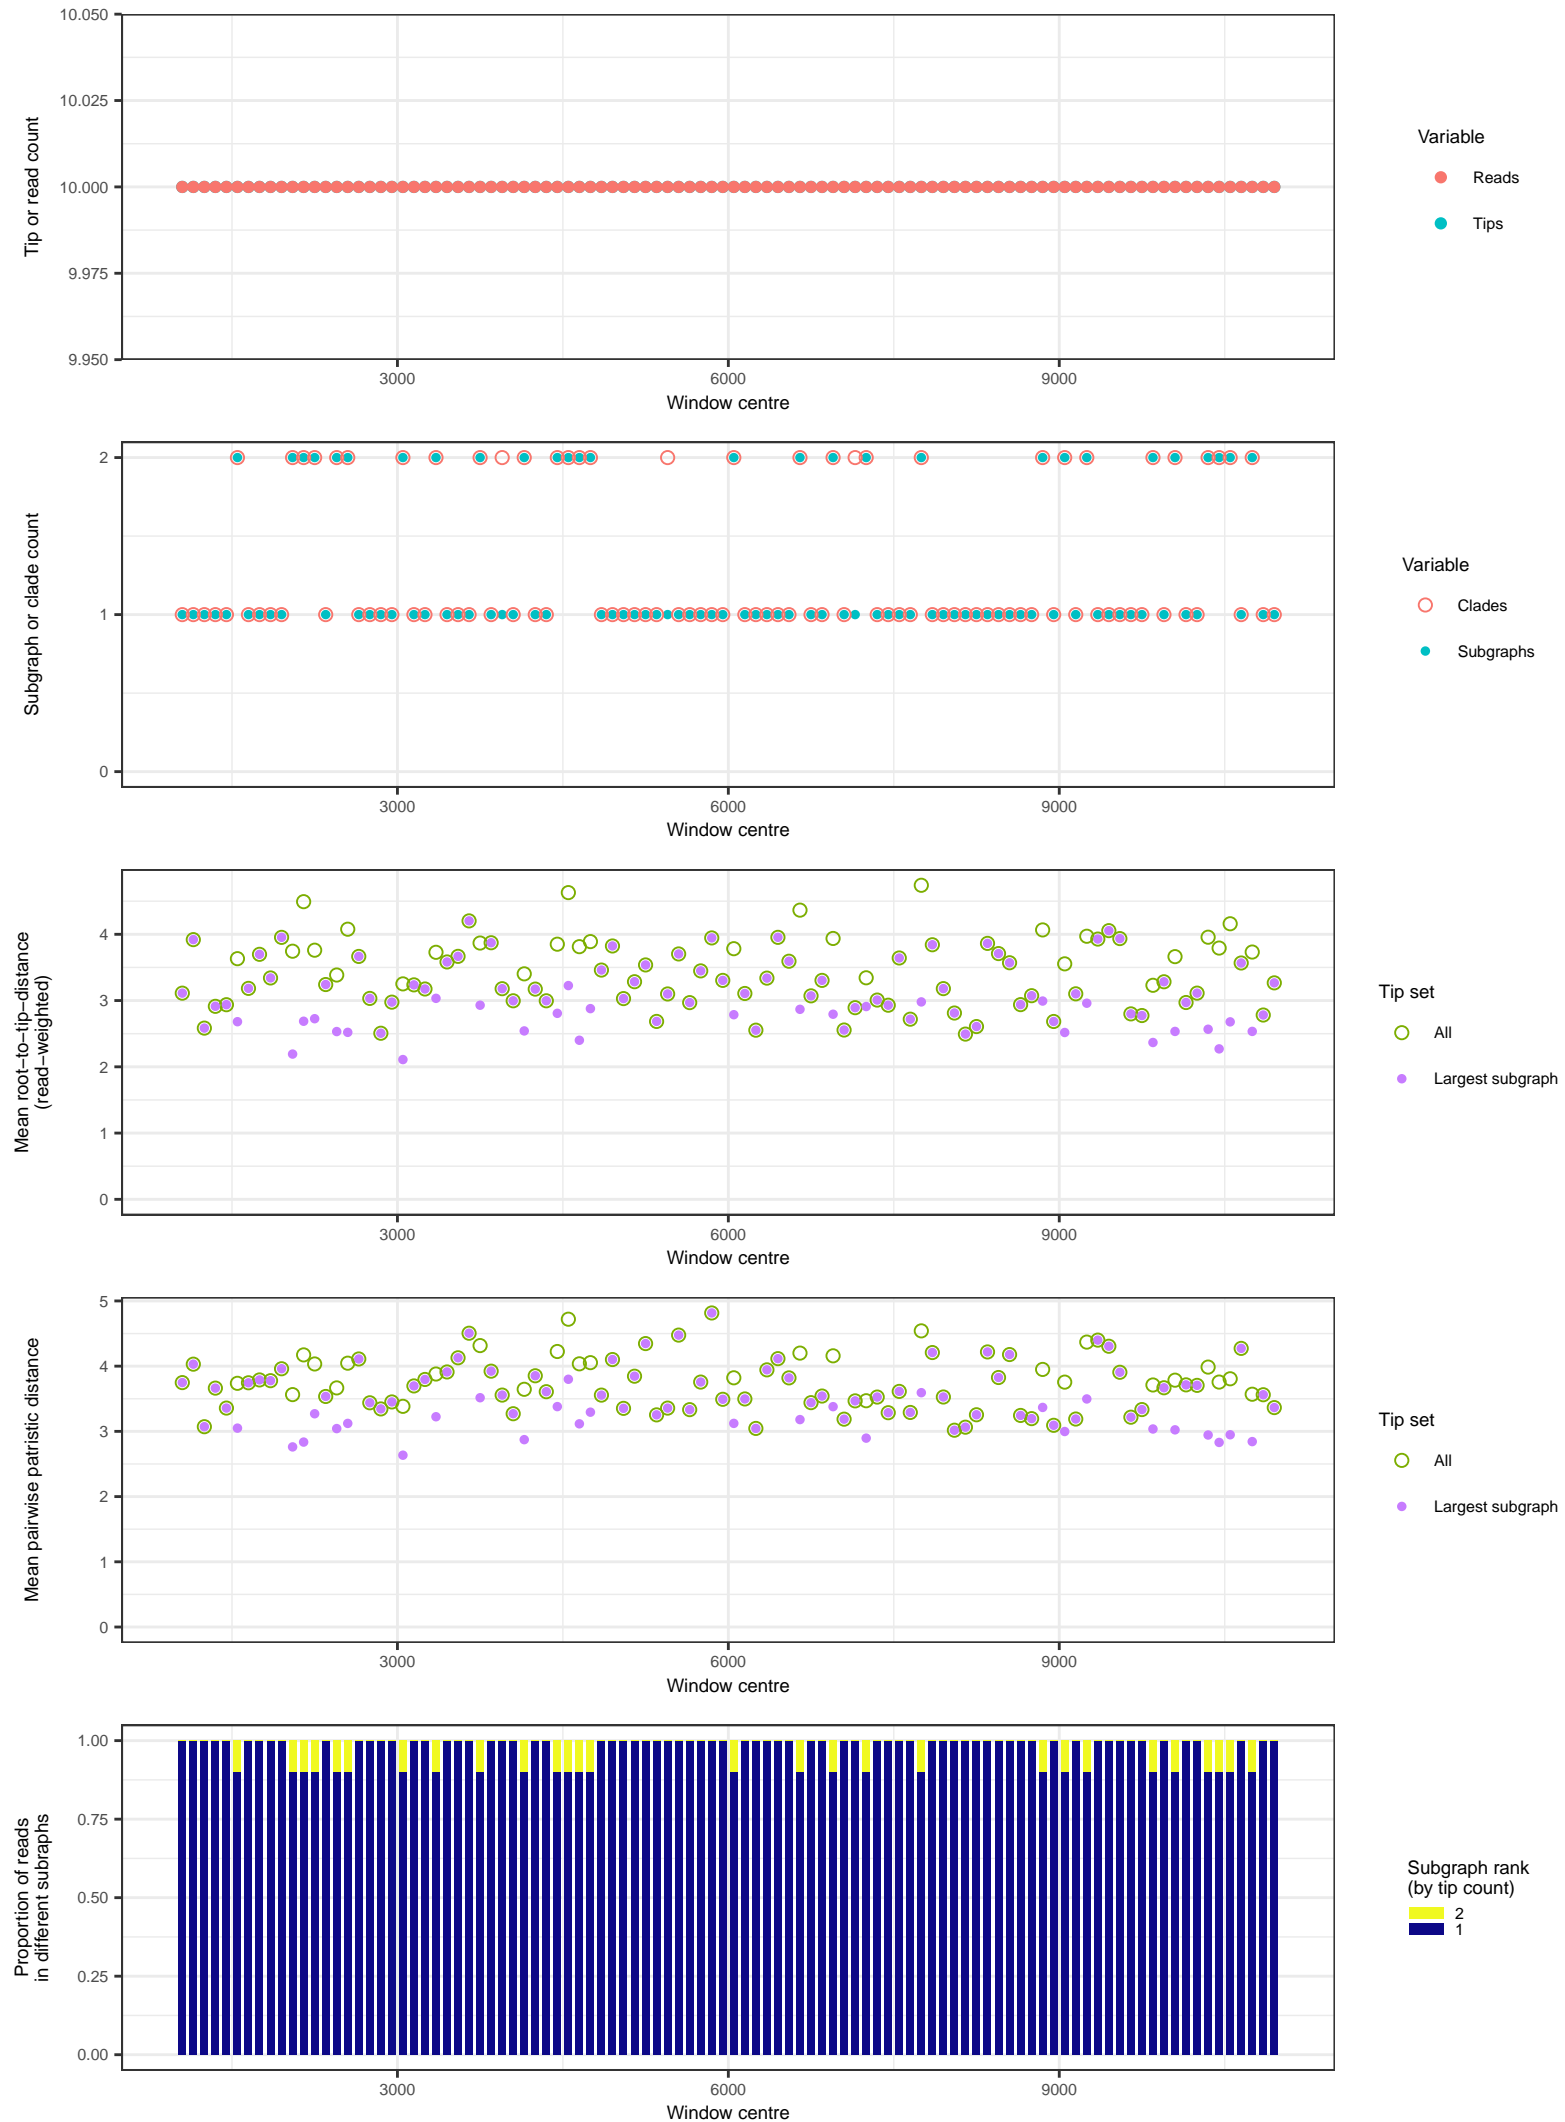 10.050
10.025
10.000
9.975
9.950
Tip or read count
3000 6000 9000
Window centre
Variable
Reads
Tips
2
1
0
Subgraph or clade count
3000 6000 9000
Window centre
Variable
Clades
Subgraphs
4
3
2
1
0
Mean root−to−tip−distance
(read−weighted)
3000 6000 9000
Window centre
Tip set
All
Largest subgraph
5
4
3
2
1
0
Mean pairwise patristic distance
3000 6000 9000
Window centre
Tip set
All
Largest subgraph
1.00
0.75
0.50
0.25
0.00
Proportion of reads
in different subraphs
3000 6000 9000
Window centre
Subgraph rank
(by tip count)
2
1